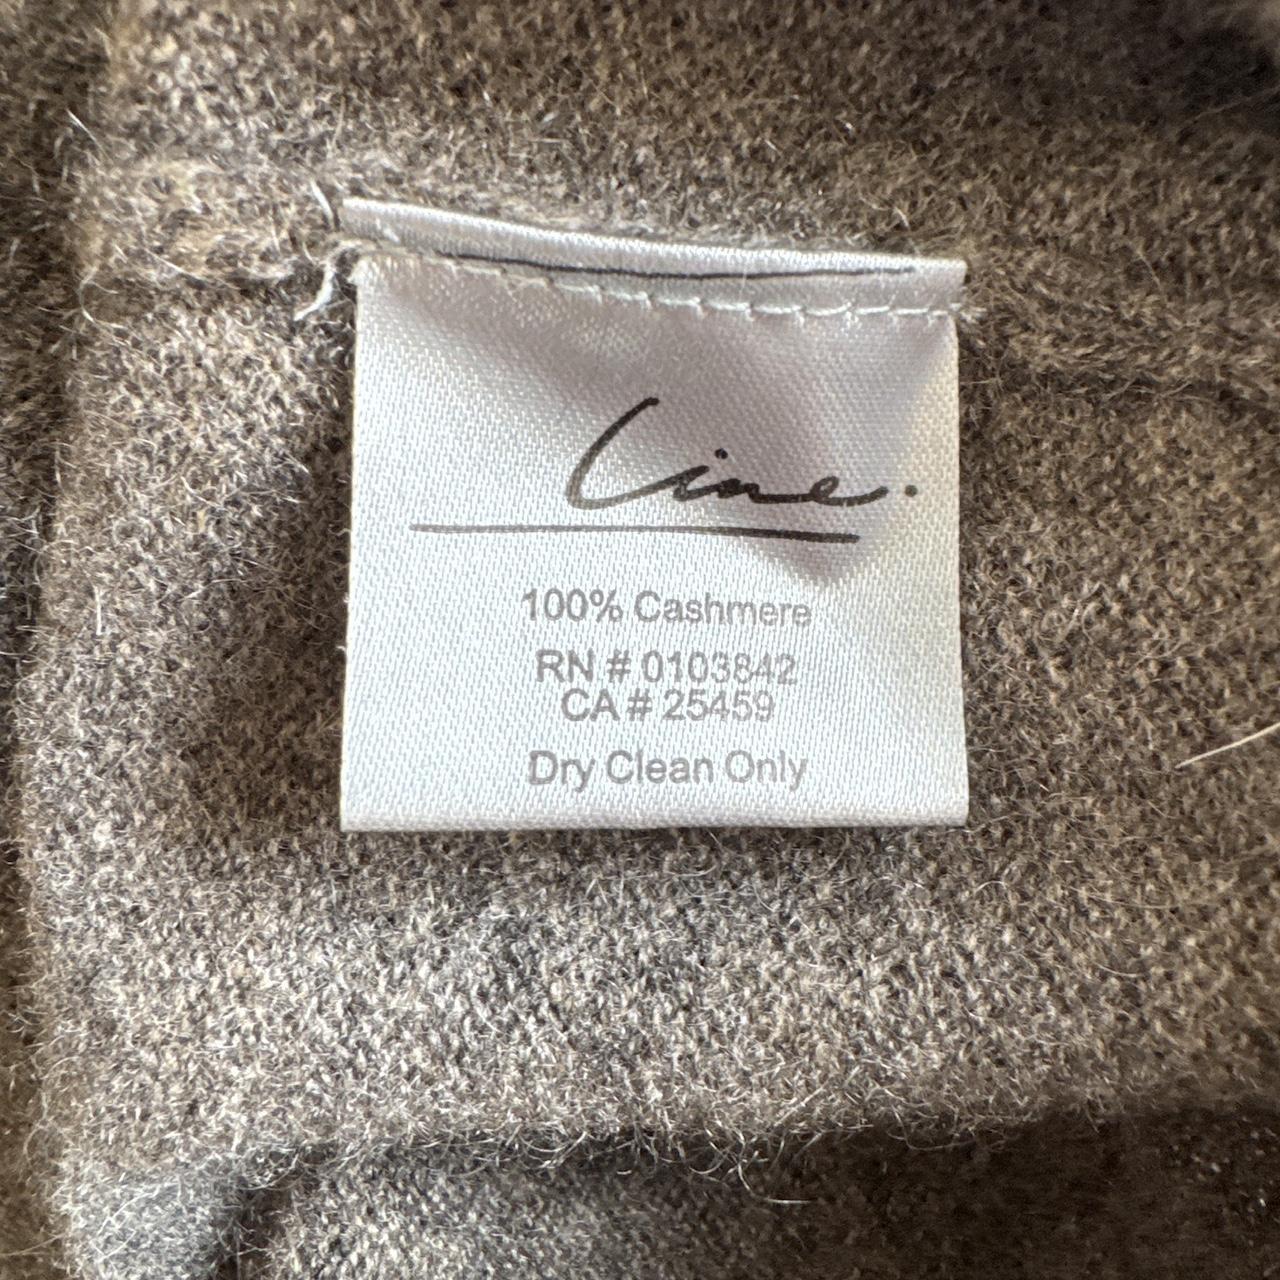 Line.
100% Cashmere
RN # 0103842
CA # 25459
Dry Clean Only